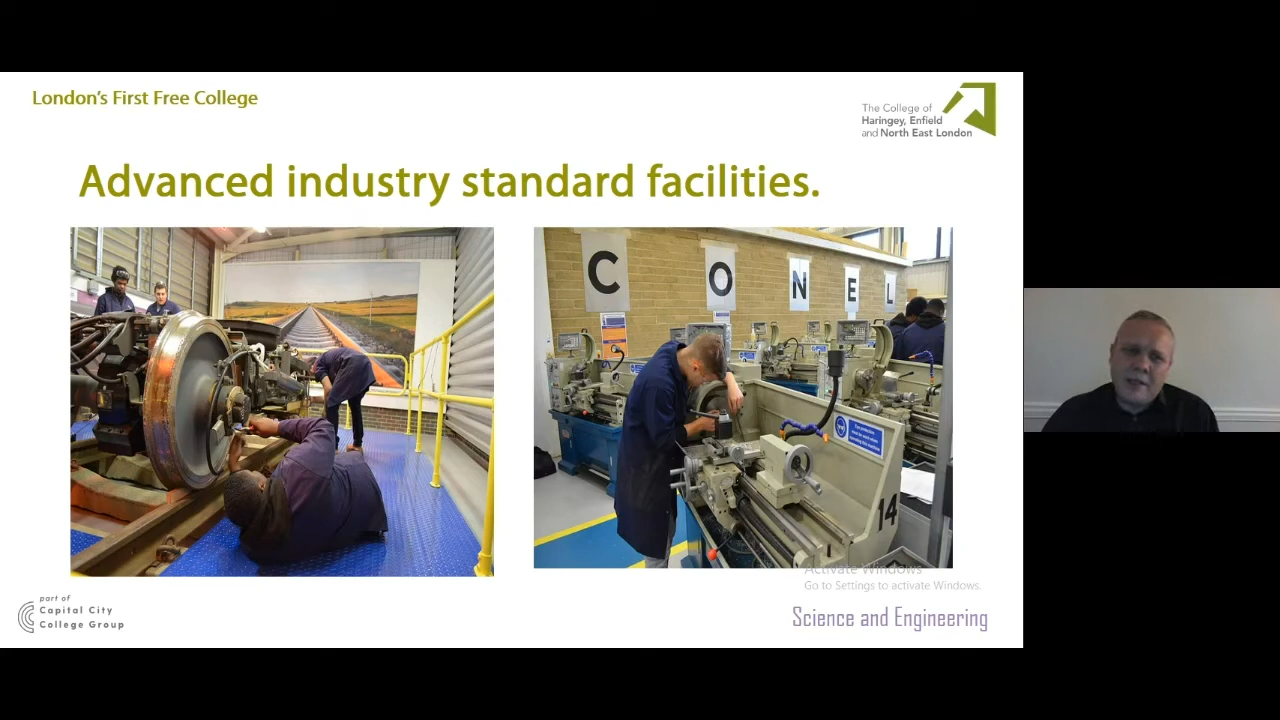 London's First Free College
The College of
Haringey, Enfield
and North East London
Advanced industry standard facilities.
C O N E L
14
Activate Windows
Go to Settings to activate Windows.
part of
Capital City
College Group
Science and Engineering